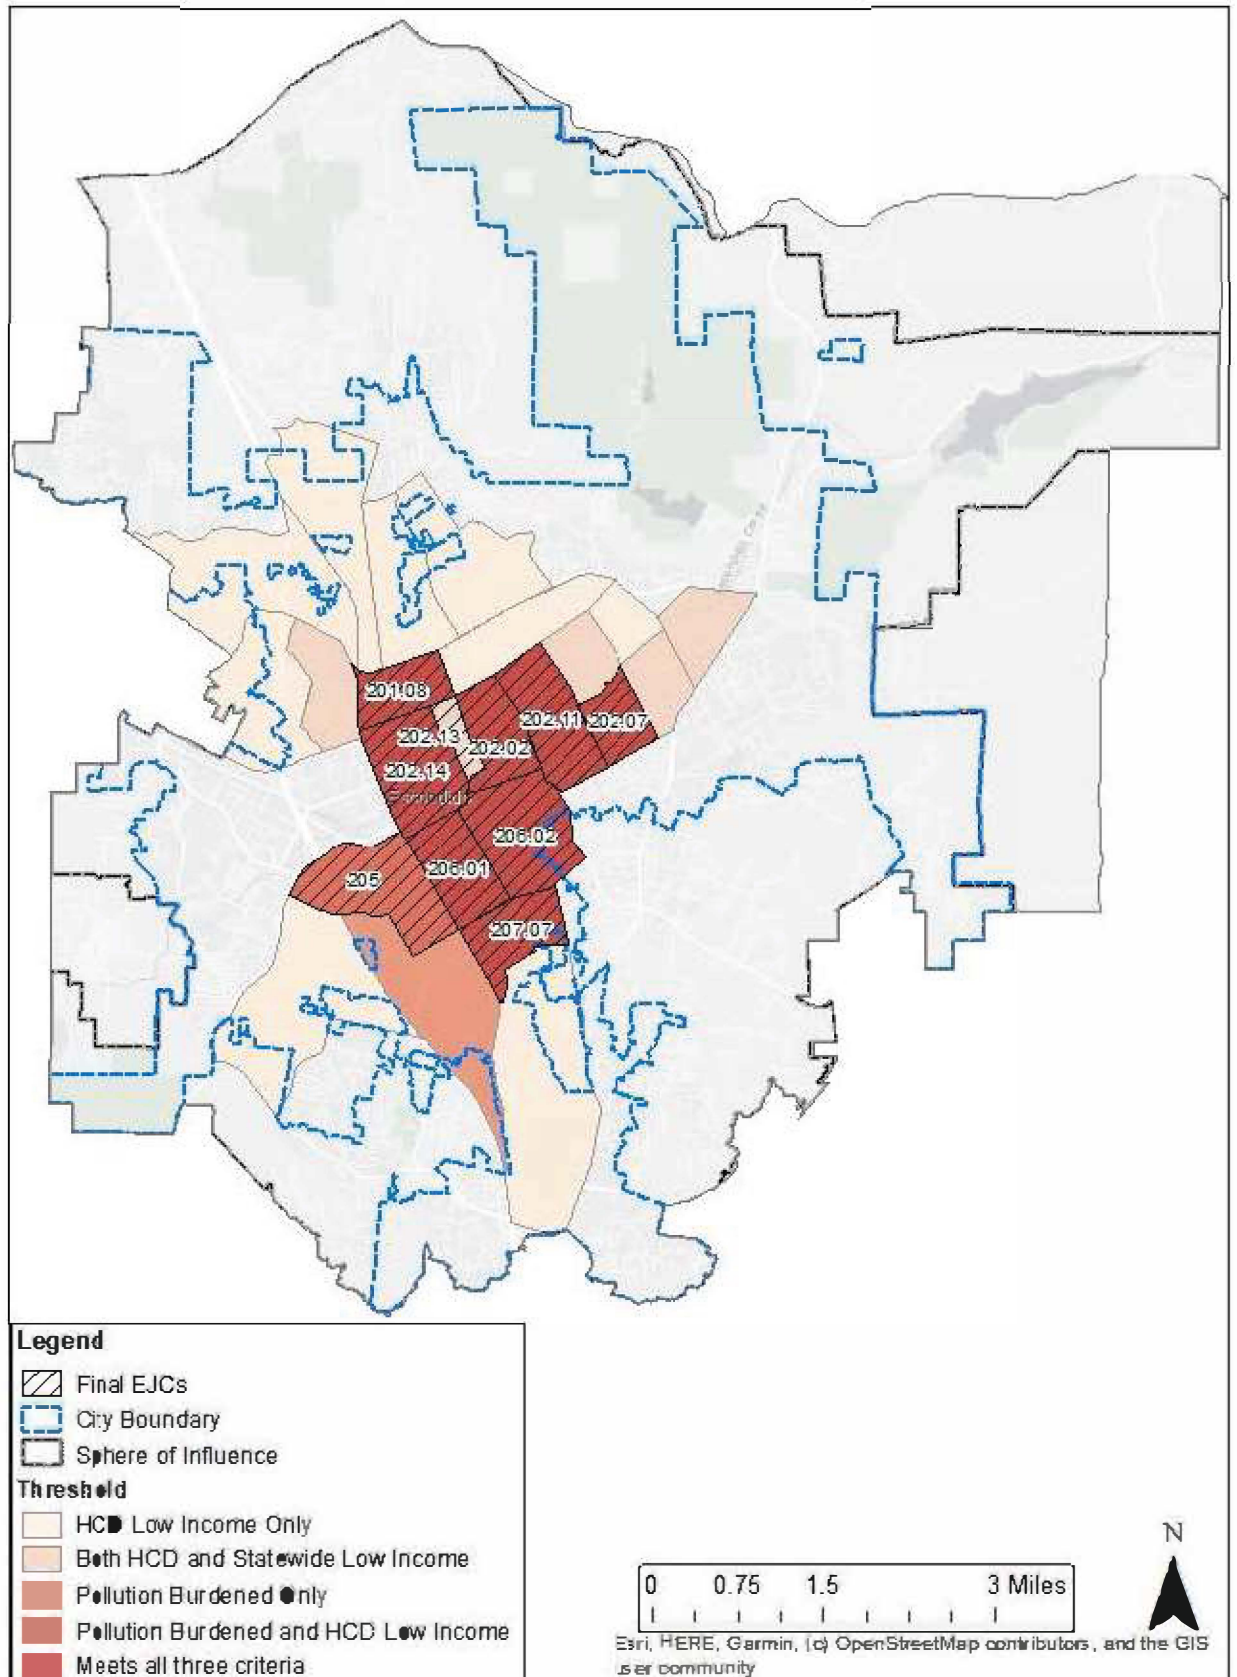 201.08
202.13
202.11
202.07
202.02
202.14
Escondido
206.02
206.01
205
207.07
Legend
Final EJCs
City Boundary
Sphere of Influence
Threshold
HCD Low Income Only
Both HCD and Statewide Low Income
Pollution Burdened Only
Pollution Burdened and HCD Low Income
Meets all three criteria
0 0.75 1.5 3 Miles
N
Esri, HERE, Garmin, (c) OpenStreetMap contributors, and the GIS
user community